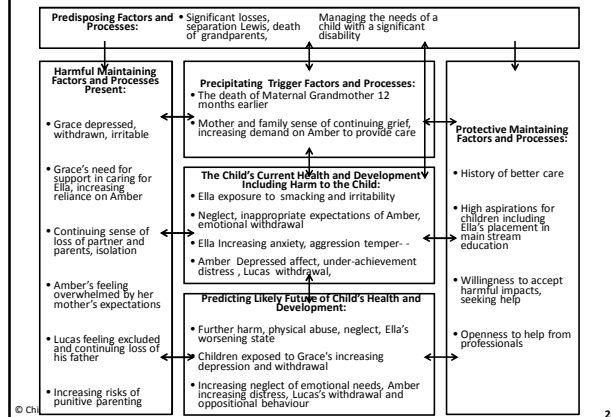 Predisposing Factors and
Processes:
• Significant losses,
separation Lewis, death
of grandparents,
Managing the needs of a
child with a significant
disability
Harmful Maintaining
Factors and Processes
Present:
• Grace depressed,
withdrawn, irritable
• Grace's need for
support in caring for
Ella, increasing
reliance on Amber
• Continuing sense of
loss of partner and
parents, isolation
• Amber's feeling
overwhelmed by her
mother's expectations
• Lucas feeling excluded
and continuing loss of
his father
• Increasing risks of
punitive parenting
Precipitating Trigger Factors and Processes:
• The death of Maternal Grandmother 12
months earlier
• Mother and family sense of continuing grief,
increasing demand on Amber to provide care
The Child's Current Health and Development
Including Harm to the Child:
• Ella exposure to smacking and irritability
• Neglect, inappropriate expectations of Amber,
emotional withdrawal
• Ella Increasing anxiety, aggression temper- -
• Amber Depressed affect, under-achievement
distress , Lucas withdrawal,
Predicting Likely Future of Child's Health and
Development:
• Further harm, physical abuse, neglect, Ella's
worsening state
• Children exposed to Grace's increasing
depression and withdrawal
• Increasing neglect of emotional needs, Amber
increasing distress, Lucas's withdrawal and
oppositional behaviour
Protective Maintaining
Factors and Processes:
• History of better care
• High aspirations for
children including
Ella's placement in
main stream
education
• Willingness to accept
harmful impacts,
seeking help
• Openness to help from
professionals
© Chi
2